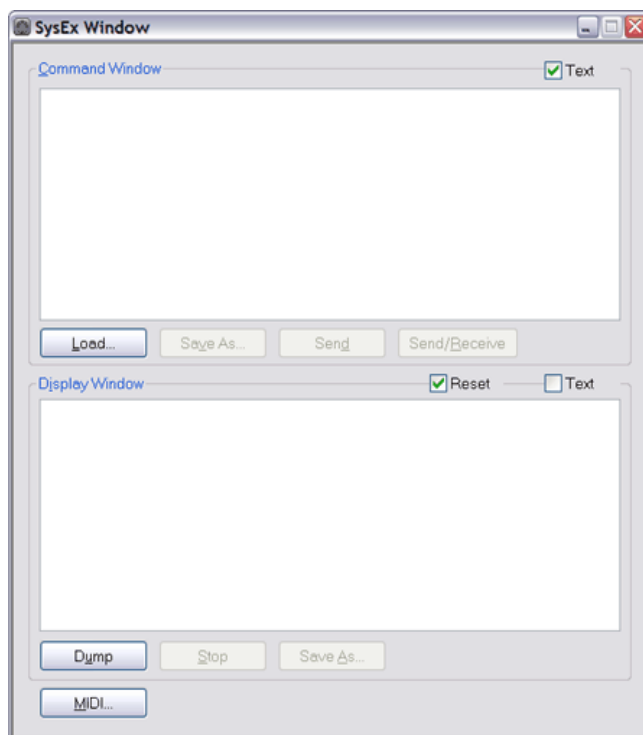 SysEx Window
Command Window Text
Load... Save As... Send Send/Receive
Display Window Reset Text
Dump Stop Save As...
MIDI...